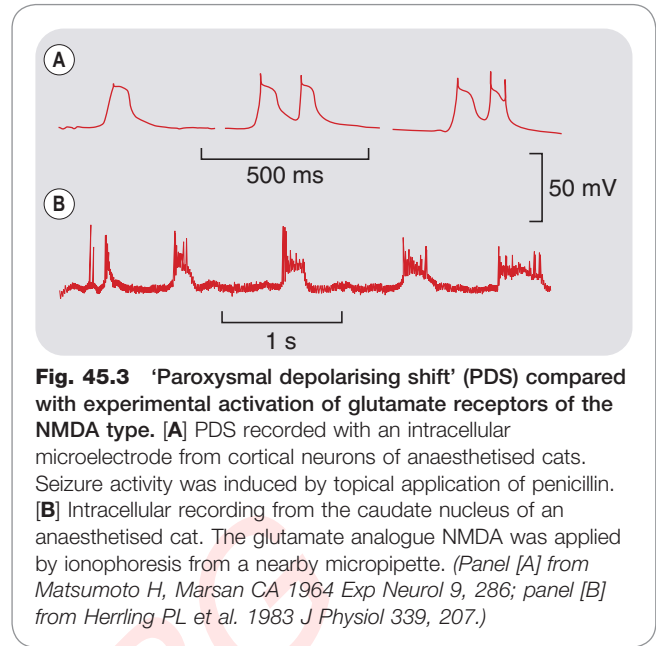 A
500 ms
50 mV
B
1 s
Fig. 45.3 ‘Paroxysmal depolarising shift’ (PDS) compared
with experimental activation of glutamate receptors of the
NMDA type. [A] PDS recorded with an intracellular
microelectrode from cortical neurons of anaesthetised cats.
Seizure activity was induced by topical application of penicillin.
[B] Intracellular recording from the caudate nucleus of an
anaesthetised cat. The glutamate analogue NMDA was applied
by ionophoresis from a nearby micropipette. (Panel [A] from
Matsumoto H, Marsan CA 1964 Exp Neurol 9, 286; panel [B]
from Herrling PL et al. 1983 J Physiol 339, 207.)